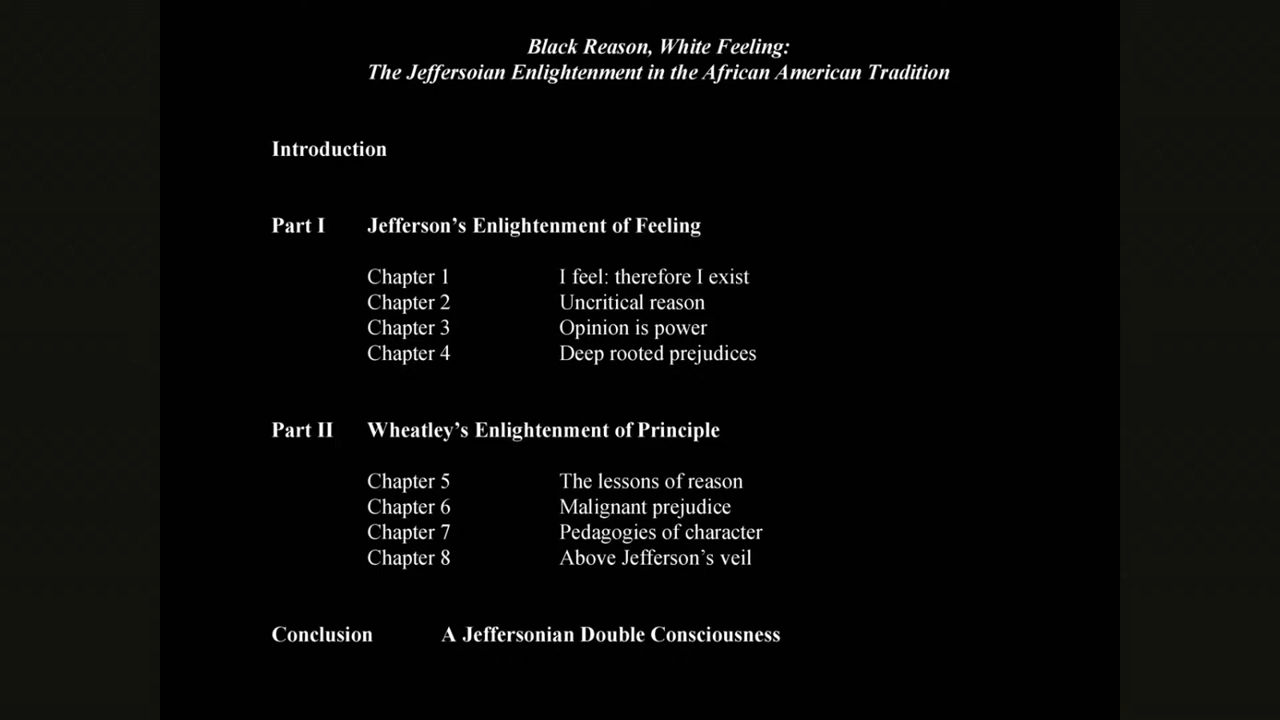 Black Reason, White Feeling:
The Jeffersoian Enlightenment in the African American Tradition
Introduction
Part I Jefferson's Enlightenment of Feeling
Chapter 1 I feel: therefore I exist
Chapter 2 Uncritical reason
Chapter 3 Opinion is power
Chapter 4 Deep rooted prejudices
Part II Wheatley's Enlightenment of Principle
Chapter 5 The lessons of reason
Chapter 6 Malignant prejudice
Chapter 7 Pedagogies of character
Chapter 8 Above Jefferson's veil
Conclusion A Jeffersonian Double Consciousness